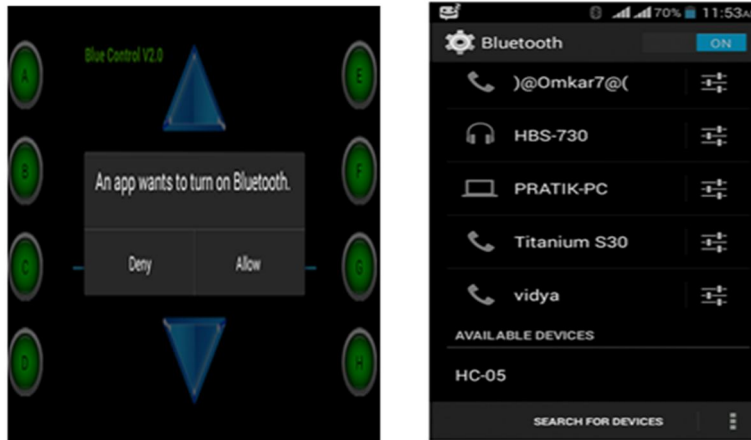 Blue Control V2.0
A
E
B
F
An app wants to turn on Bluetooth.
Deny
Allow
C
G
D
H
70% 11:53AM
Bluetooth
ON
)@Omkar7@(
HBS-730
PRATIK-PC
Titanium S30
vidya
AVAILABLE DEVICES
HC-05
SEARCH FOR DEVICES